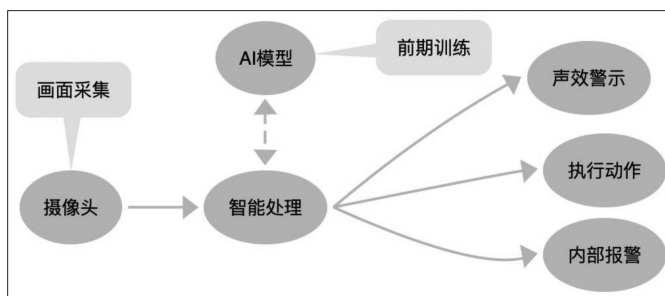 AI模型
前期训练
声效警示
画面采集
执行动作
摄像头
智能处理
内部报警